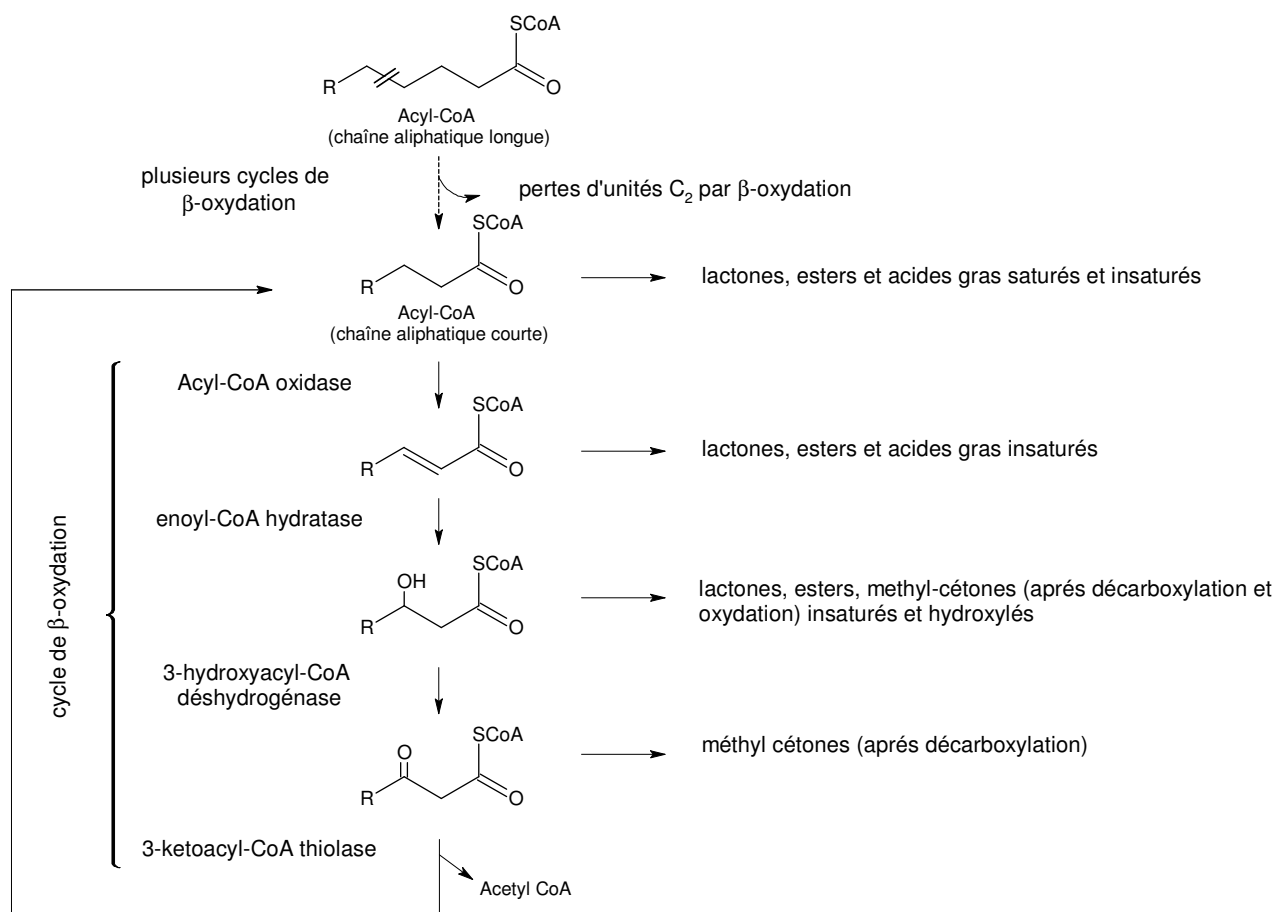 SCoA
R
O
Acyl-CoA
(chaîne aliphatique longue)
plusieurs cycles de
β-oxydation
pertes d'unités C₂ par β-oxydation
SCoA
R
O
lactones, esters et acides gras saturés et insaturés
Acyl-CoA
(chaîne aliphatique courte)
Acyl-CoA oxidase
SCoA
R
O
lactones, esters et acides gras insaturés
enoyl-CoA hydratase
cycle de β-oxydation
SCoA
OH
R
O
lactones, esters, methyl-cétones (aprés décarboxylation et
oxydation) insaturés et hydroxylés
3-hydroxyacyl-CoA
déshydrogénase
SCoA
O
R
O
méthyl cétones (aprés décarboxylation)
3-ketoacyl-CoA thiolase
Acetyl CoA